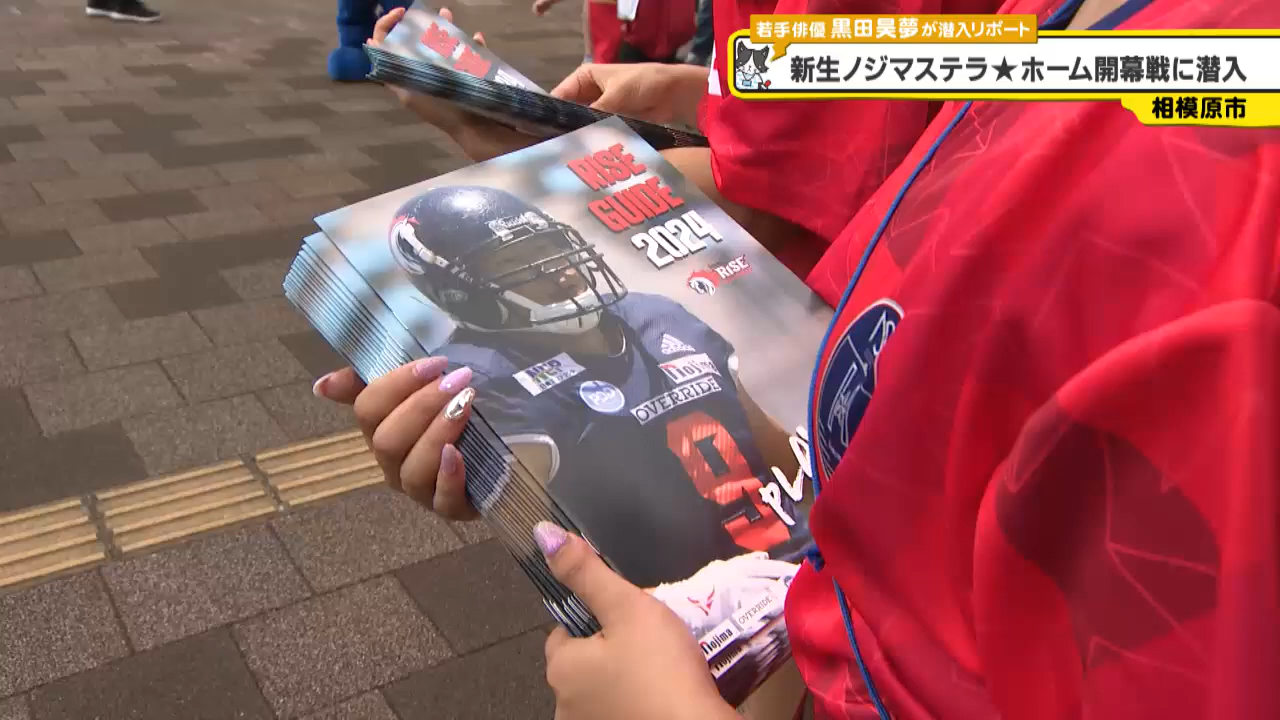 若手俳優 黒田昊夢が潜入リポート
新生ノジマステラ★ホーム開幕戦に潜入
相模原市
RISE
GUIDE
2024
RISE
adidas
nojima
OVERRIDE
9
PLA
OVERRIDE
nojima
nojima